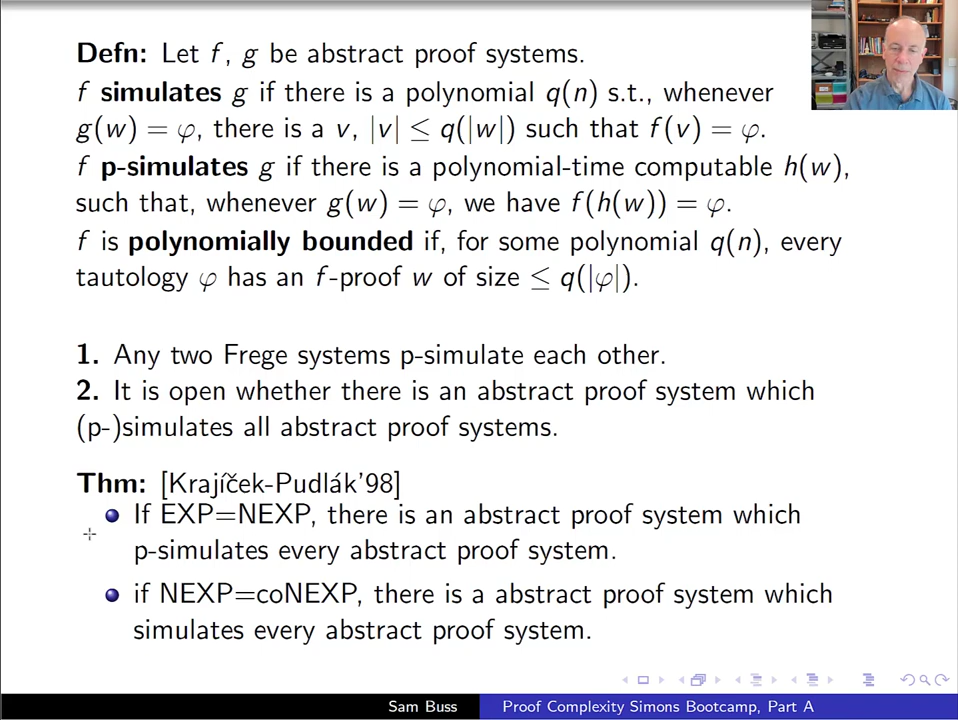 Defn: Let f, g be abstract proof systems.
f simulates g if there is a polynomial q(n) s.t., whenever
g(w) = φ, there is a v, |v| ≤ q(|w|) such that f(v) = φ.
f p-simulates g if there is a polynomial-time computable h(w),
such that, whenever g(w) = φ, we have f(h(w)) = φ.
f is polynomially bounded if, for some polynomial q(n), every
tautology φ has an f-proof w of size ≤ q(|φ|).
1. Any two Frege systems p-simulate each other.
2. It is open whether there is an abstract proof system which
(p-)simulates all abstract proof systems.
Thm: [Krajíček-Pudlák'98]
If EXP=NEXP, there is an abstract proof system which
p-simulates every abstract proof system.
if NEXP=coNEXP, there is a abstract proof system which
simulates every abstract proof system.
Sam Buss Proof Complexity Simons Bootcamp, Part A